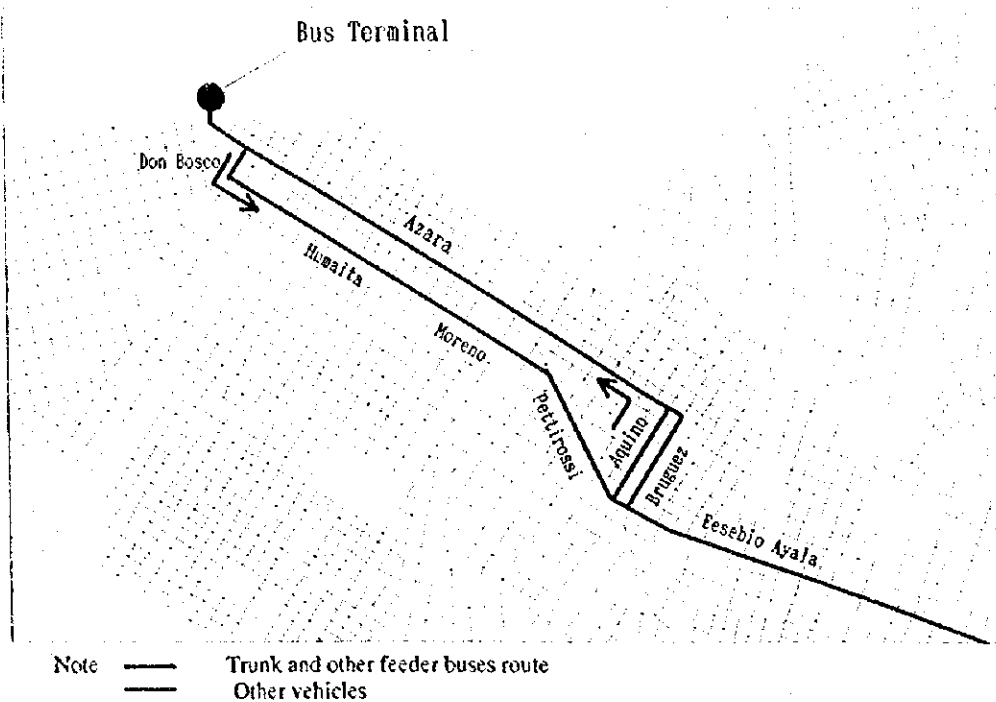 Bus Terminal
Don Bosco
Azara
Humaita
Moreno
Pettirossi
Aquino
Bruguez
Eesebio Ayala
Note
Trunk and other feeder buses route
Other vehicles